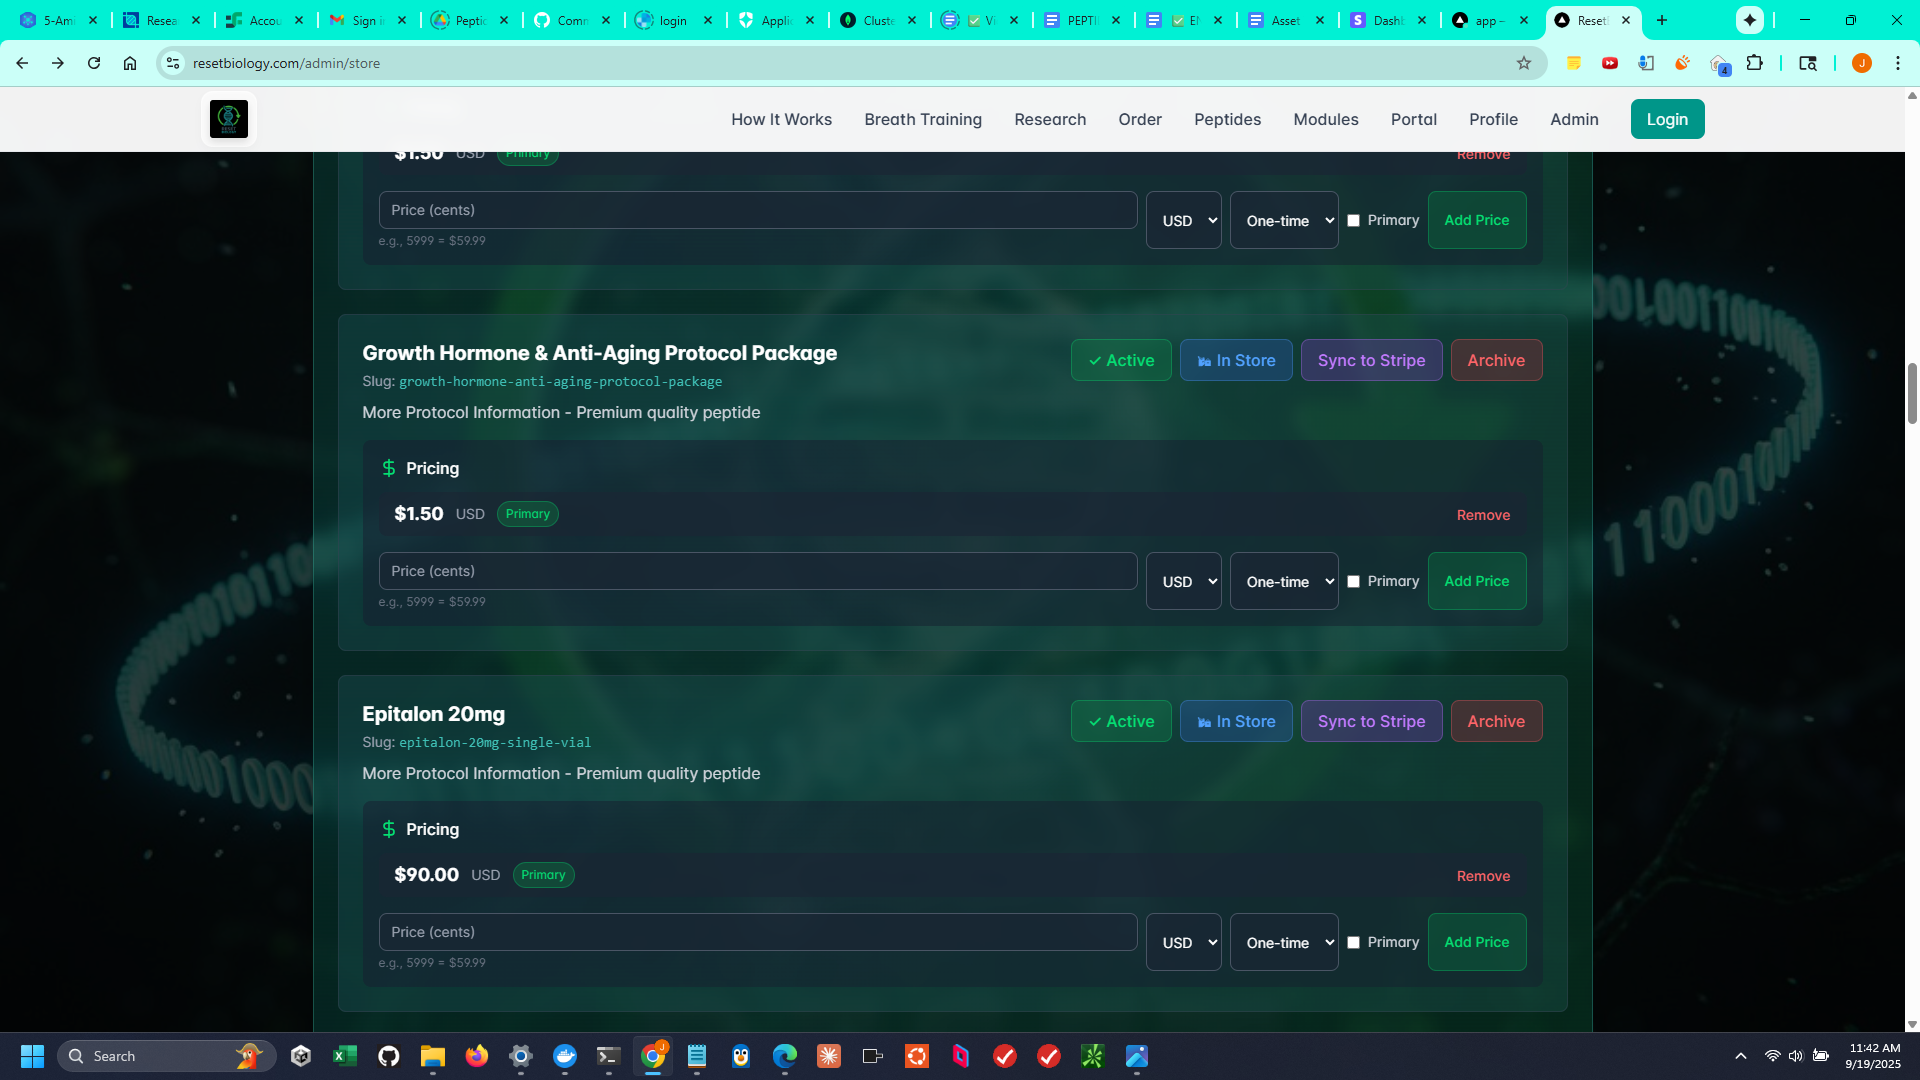 5-Am
Resea
Accou
Sign i
Peptic
Comm
login
Applic
Cluste
Vi
PEPTI
EN
Asset
Dashb
app –
Reseti
resetbiology.com/admin/store
4
J
How It Works
Breath Training
Research
Order
Peptides
Modules
Portal
Profile
Admin
Login
$1.50 USD Primary
Remove
Price (cents)
USD
One-time
Primary
Add Price
e.g., 5999 = $59.99
Growth Hormone & Anti-Aging Protocol Package
✓ Active
In Store
Sync to Stripe
Archive
Slug: growth-hormone-anti-aging-protocol-package
More Protocol Information - Premium quality peptide
Pricing
$1.50 USD Primary
Remove
Price (cents)
USD
One-time
Primary
Add Price
e.g., 5999 = $59.99
Epitalon 20mg
✓ Active
In Store
Sync to Stripe
Archive
Slug: epitalon-20mg-single-vial
More Protocol Information - Premium quality peptide
Pricing
$90.00 USD Primary
Remove
Price (cents)
USD
One-time
Primary
Add Price
e.g., 5999 = $59.99
Search
J
11:42 AM
9/19/2025